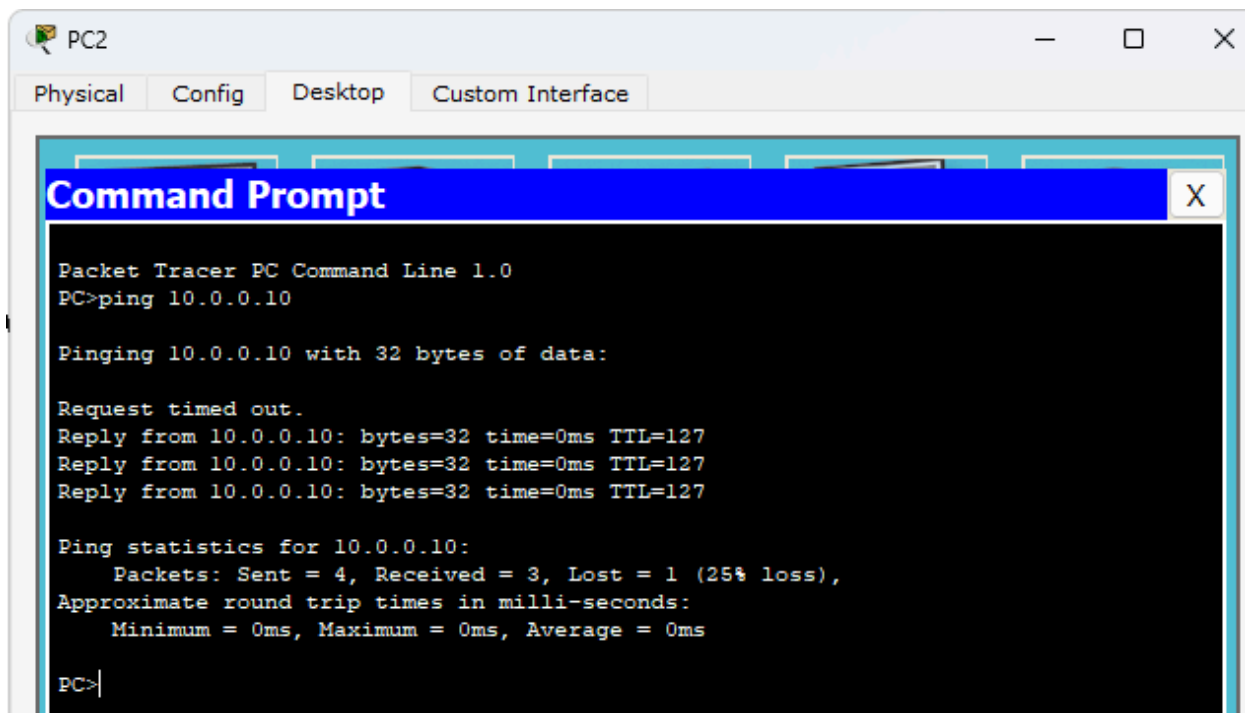 PC2
Physical Config Desktop Custom Interface
Command Prompt X
Packet Tracer PC Command Line 1.0
PC>ping 10.0.0.10
Pinging 10.0.0.10 with 32 bytes of data:
Request timed out.
Reply from 10.0.0.10: bytes=32 time=0ms TTL=127
Reply from 10.0.0.10: bytes=32 time=0ms TTL=127
Reply from 10.0.0.10: bytes=32 time=0ms TTL=127
Ping statistics for 10.0.0.10:
Packets: Sent = 4, Received = 3, Lost = 1 (25% loss),
Approximate round trip times in milli-seconds:
Minimum = 0ms, Maximum = 0ms, Average = 0ms
PC>